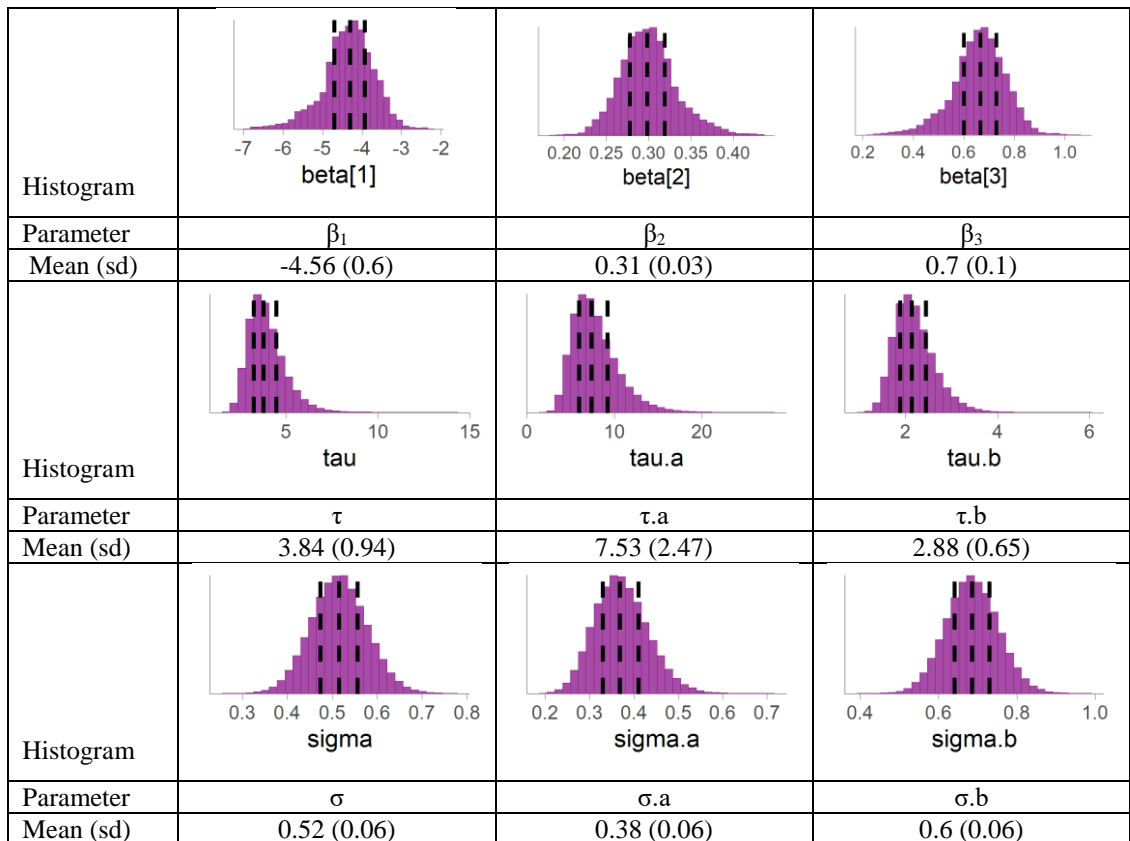 -7 -6 -5 -4 -3 -2
beta[1]
0.20 0.25 0.30 0.35 0.40
beta[2]
0.2 0.4 0.6 0.8 1.0
beta[3]
Histogram
Parameter β₁ β₂ β₃
Mean (sd) -4.56 (0.6) 0.31 (0.03) 0.7 (0.1)
5 10 15
tau
0 10 20
tau.a
2 4 6
tau.b
Histogram
Parameter τ τ.a τ.b
Mean (sd) 3.84 (0.94) 7.53 (2.47) 2.88 (0.65)
0.3 0.4 0.5 0.6 0.7 0.8
sigma
0.2 0.3 0.4 0.5 0.6 0.7
sigma.a
0.4 0.6 0.8 1.0
sigma.b
Histogram
Parameter σ σ.a σ.b
Mean (sd) 0.52 (0.06) 0.38 (0.06) 0.6 (0.06)